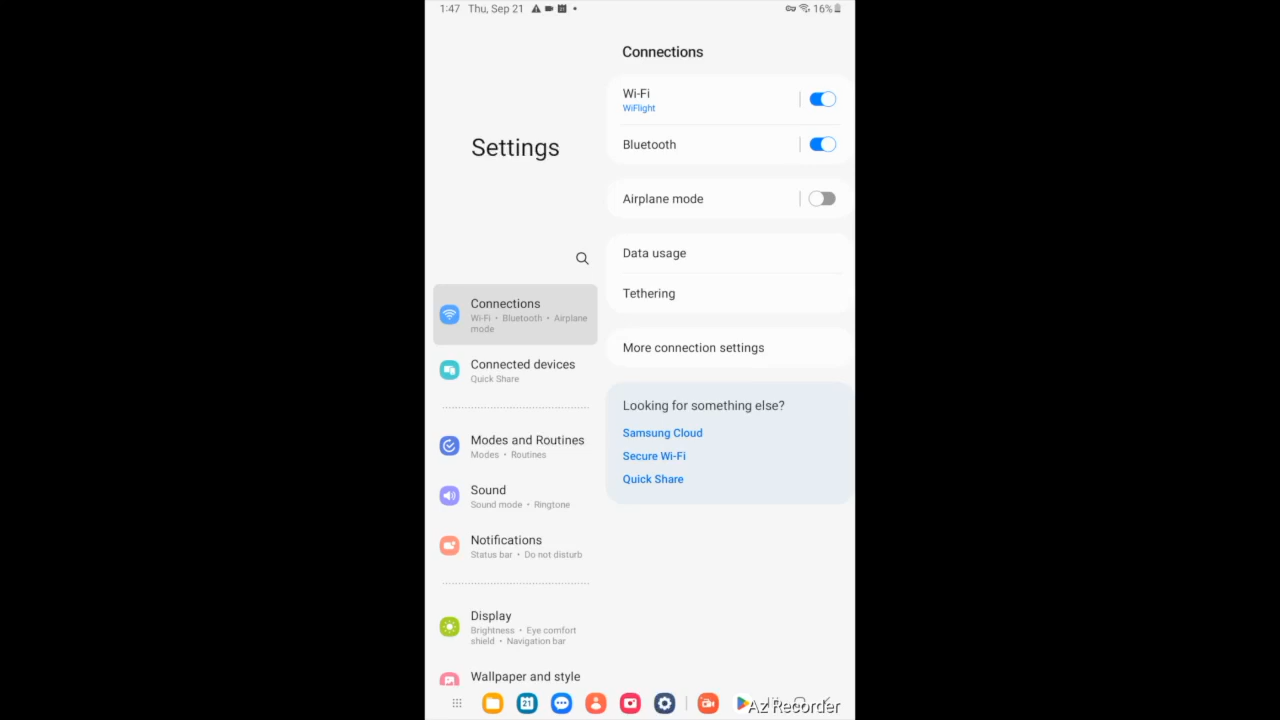 1:47 Thu, Sep 21
16%
Settings
Connections
Wi-Fi • Bluetooth • Airplane
mode
Connected devices
Quick Share
Modes and Routines
Modes • Routines
Sound
Sound mode • Ringtone
Notifications
Status bar • Do not disturb
Display
Brightness • Eye comfort
shield • Navigation bar
Wallpaper and style
Connections
Wi-Fi
WiFlight
Bluetooth
Airplane mode
Data usage
Tethering
More connection settings
Looking for something else?
Samsung Cloud
Secure Wi-Fi
Quick Share
21
Az Recorder